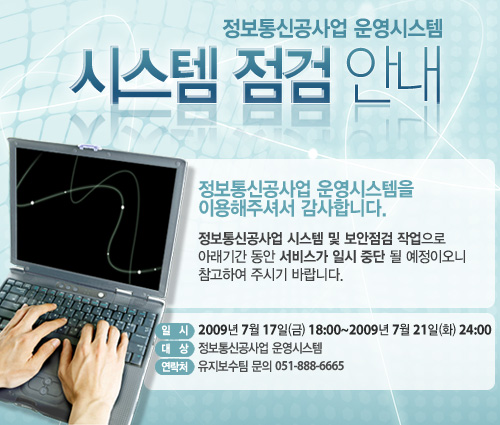 정보통신공사업 운영시스템
시스템 점검 안내
정보통신공사업 운영시스템을
이용해주셔서 감사합니다.
정보통신공사업 시스템 및 보안점검 작업으로
아래기간 동안 서비스가 일시 중단 될 예정이오니
참고하여 주시기 바랍니다.
일 시 2009년 7월 17일(금) 18:00~2009년 7월 21일(화) 24:00
대 상 정보통신공사업 운영시스템
연락처 유지보수팀 문의 051-888-6665